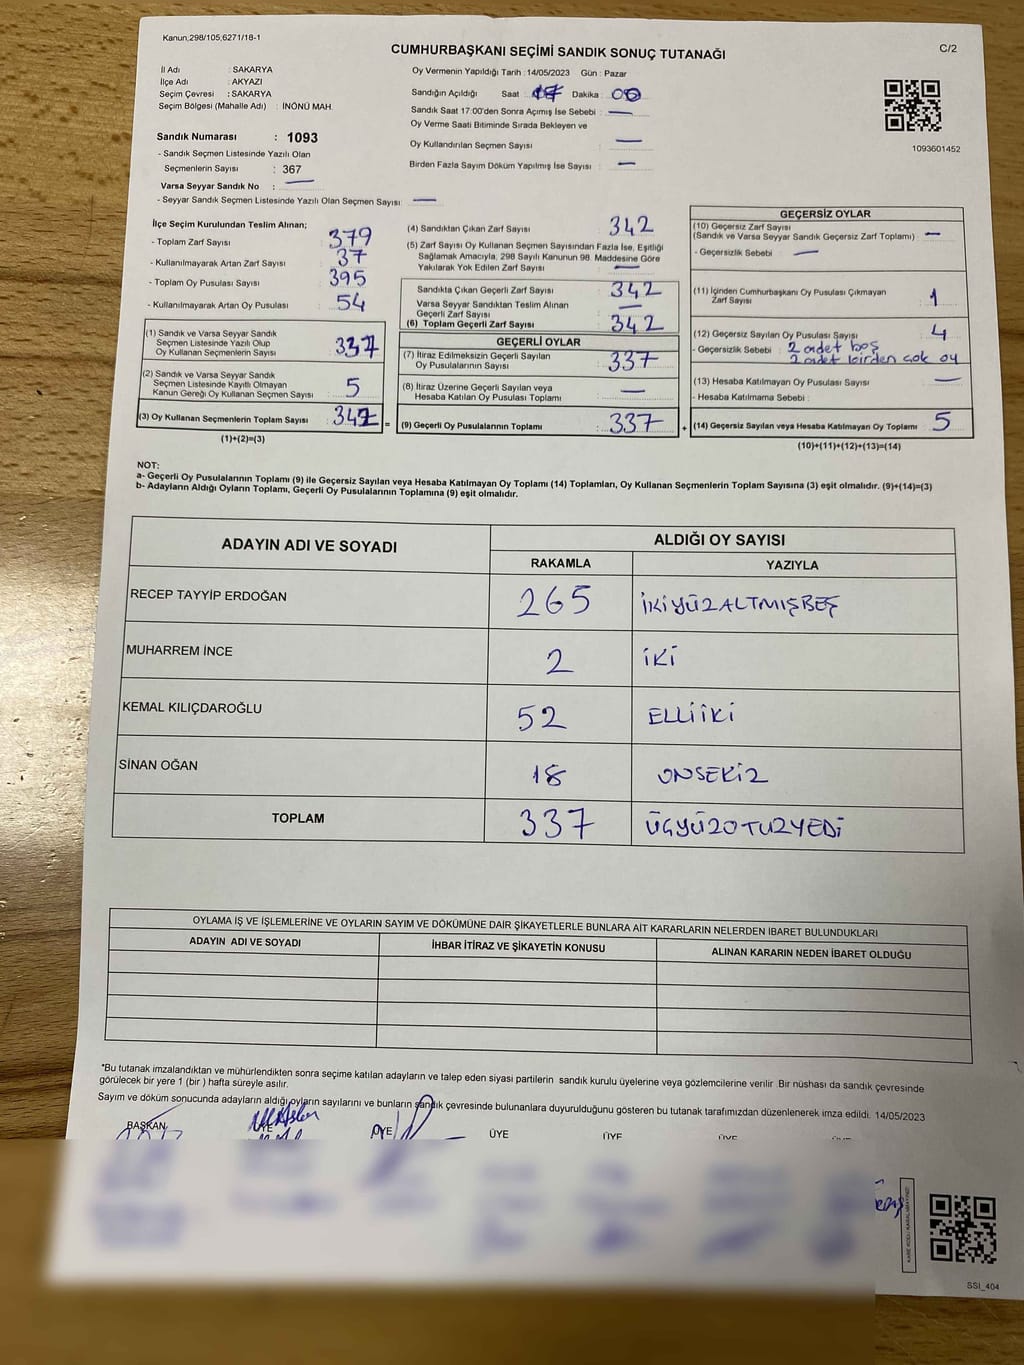 Kanun,298/105,6271/18-1
CUMHURBAŞKANI SEÇİMİ SANDIK SONUÇ TUTANAĞI
C/2
İl Adı : SAKARYA
İlçe Adı : AKYAZI
Seçim Çevresi : SAKARYA
Seçim Bölgesi (Mahalle Adı) : İNÖNÜ MAH.
Sandık Numarası : 1093
- Sandık Seçmen Listesinde Yazılı Olan
Seçmenlerin Sayısı : 367
Varsa Seyyar Sandık No : —
- Seyyar Sandık Seçmen Listesinde Yazılı Olan Seçmen Sayısı: —
Oy Vermenin Yapıldığı Tarih : 14/05/2023 Gün : Pazar
Sandığın Açıldığı Saat : 17 Dakika : 00
Sandık Saat 17:00'den Sonra Açımış İse Sebebi : —
Oy Verme Saati Bitiminde Sırada Bekleyen ve
Oy Kullandırılan Seçmen Sayısı : —
Birden Fazla Sayım Döküm Yapılmış İse Sayısı : —
1093601452
İlçe Seçim Kurulundan Teslim Alınan;
- Toplam Zarf Sayısı : 379
- Kullanılmayarak Artan Zarf Sayısı : 37
- Toplam Oy Pusulası Sayısı : 395
- Kullanılmayarak Artan Oy Pusulası : 54
(1) Sandık ve Varsa Seyyar Sandık
Seçmen Listesinde Yazılı Olup
Oy Kullanan Seçmenlerin Sayısı : 337
(2) Sandık ve Varsa Seyyar Sandık
Seçmen Listesinde Kayıtlı Olmayan
Kanun Gereği Oy Kullanan Seçmen Sayısı : 5
(3) Oy Kullanan Seçmenlerin Toplam Sayısı : 342 =
(1)+(2)=(3)
(4) Sandıktan Çıkan Zarf Sayısı : 342
(5) Zarf Sayısı Oy Kullanan Seçmen Sayısından Fazla İse, Eşitliği
Sağlamak Amacıyla, 298 Sayılı Kanunun 98. Maddesine Göre
Yakılarak Yok Edilen Zarf Sayısı : —
Sandıkta Çıkan Geçerli Zarf Sayısı : 342
Varsa Seyyar Sandıktan Teslim Alınan
Geçerli Zarf Sayısı : —
(6) Toplam Geçerli Zarf Sayısı : 342
GEÇERLİ OYLAR
(7) İtiraz Edilmeksizin Geçerli Sayılan
Oy Pusulalarının Sayısı : 337
(8) İtiraz Üzerine Geçerli Sayılan veya
Hesaba Katılan Oy Pusulası Toplamı : —
(9) Geçerli Oy Pusulalarının Toplamı : 337 +
GEÇERSİZ OYLAR
(10) Geçersiz Zarf Sayısı
(Sandık ve Varsa Seyyar Sandık Geçersiz Zarf Toplamı) : —
- Geçersizlik Sebebi : —
(11) İçinden Cumhurbaşkanı Oy Pusulası Çıkmayan
Zarf Sayısı : 1
(12) Geçersiz Sayılan Oy Pusulası Sayısı : 4
- Geçersizlik Sebebi : 2 adet boş
2 adet birden çok oy
(13) Hesaba Katılmayan Oy Pusulası Sayısı : —
- Hesaba Katılmama Sebebi :
(14) Geçersiz Sayılan veya Hesaba Katılmayan Oy Toplamı : 5
(10)+(11)+(12)+(13)=(14)
NOT:
a- Geçerli Oy Pusulalarının Toplamı (9) ile Geçersiz Sayılan veya Hesaba Katılmayan Oy Toplamı (14) Toplamları, Oy Kullanan Seçmenlerin Toplam Sayısına (3) eşit olmalıdır. (9)+(14)=(3)
b- Adayların Aldığı Oyların Toplamı, Geçerli Oy Pusulalarının Toplamına (9) eşit olmalıdır.
ADAYIN ADI VE SOYADI ALDIĞI OY SAYISI
RAKAMLA YAZIYLA
RECEP TAYYİP ERDOĞAN 265 İKİYÜZALTMIŞBEŞ
MUHARREM İNCE 2 İKİ
KEMAL KILIÇDAROĞLU 52 ELLİİKİ
SİNAN OĞAN 18 ONSEKİZ
TOPLAM 337 ÜÇYÜZOTUZYEDİ
OYLAMA İŞ VE İŞLEMLERİNE VE OYLARIN SAYIM VE DÖKÜMÜNE DAİR ŞİKAYETLERLE BUNLARA AİT KARARLARIN NELERDEN İBARET BULUNDUKLARI
ADAYIN ADI VE SOYADI İHBAR İTİRAZ VE ŞİKAYETİN KONUSU ALINAN KARARIN NEDEN İBARET OLDUĞU
*Bu tutanak imzalandıktan ve mühürlendikten sonra seçime katılan adayların ve talep eden siyasi partilerin sandık kurulu üyelerine veya gözlemcilerine verilir Bir nüshası da sandık çevresinde
görülecek bir yere 1 (bir ) hafta süreyle asılır.
Sayım ve döküm sonucunda adayların aldığı oyların sayılarını ve bunların sandık çevresinde bulunanlara duyurulduğunu gösteren bu tutanak tarafımızdan düzenlenerek imza edildi. 14/05/2023
BAŞKAN ÜYE ÜYE ÜYE ÜYE ÜYE
SSI_404